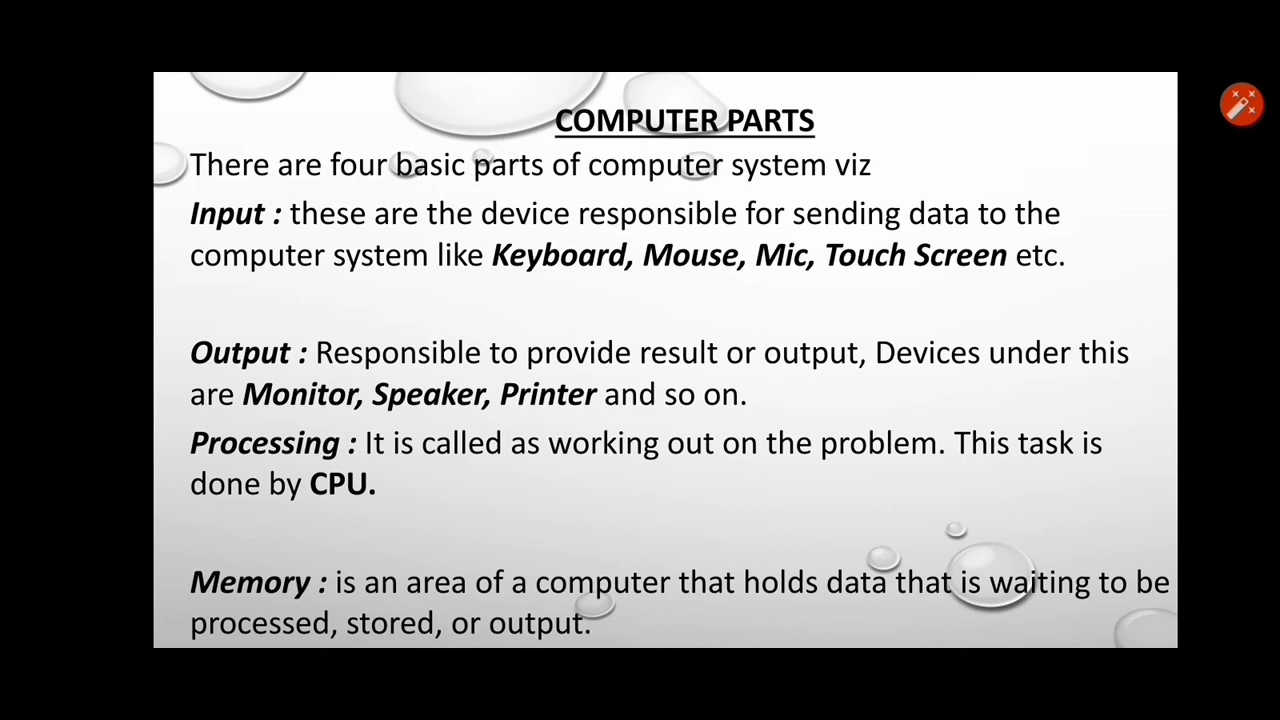 COMPUTER PARTS
There are four basic parts of computer system viz
Input : these are the device responsible for sending data to the
computer system like Keyboard, Mouse, Mic, Touch Screen etc.
Output : Responsible to provide result or output, Devices under this
are Monitor, Speaker, Printer and so on.
Processing : It is called as working out on the problem. This task is
done by CPU.
Memory : is an area of a computer that holds data that is waiting to be
processed, stored, or output.